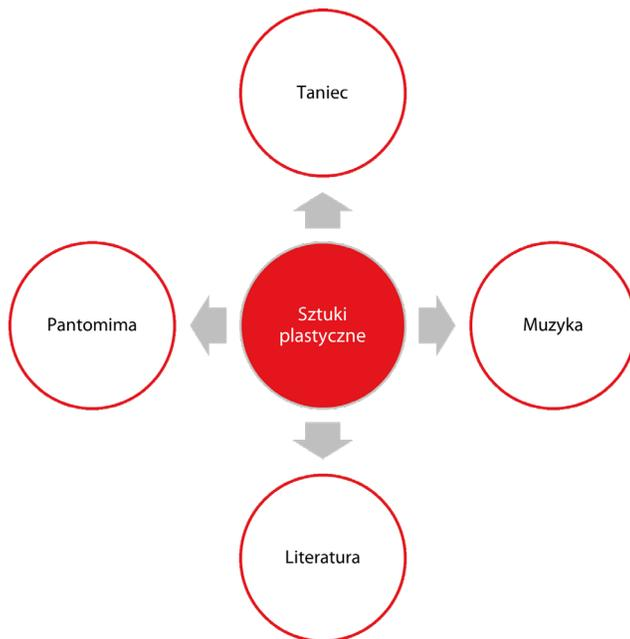 Taniec
Pantomima
Sztuki
plastyczne
Muzyka
Literatura